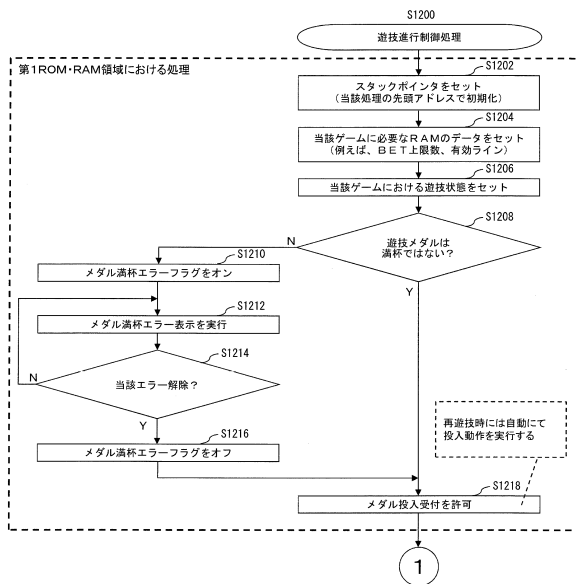 S1200
遊技進行制御処理
第1ROM・RAM領域における処理
S1202
スタックポインタをセット
(当該処理の先頭アドレスで初期化)
S1204
当該ゲームに必要なRAMのデータをセット
(例えば、BET上限数、有効ライン)
S1206
当該ゲームにおける遊技状態をセット
S1208
遊技メダルは
満杯ではない?
N
Y
S1210
メダル満杯エラーフラグをオン
S1212
メダル満杯エラー表示を実行
S1214
当該エラー解除?
N
Y
S1216
メダル満杯エラーフラグをオフ
再遊技時には自動にて
投入動作を実行する
S1218
メダル投入受付を許可
1